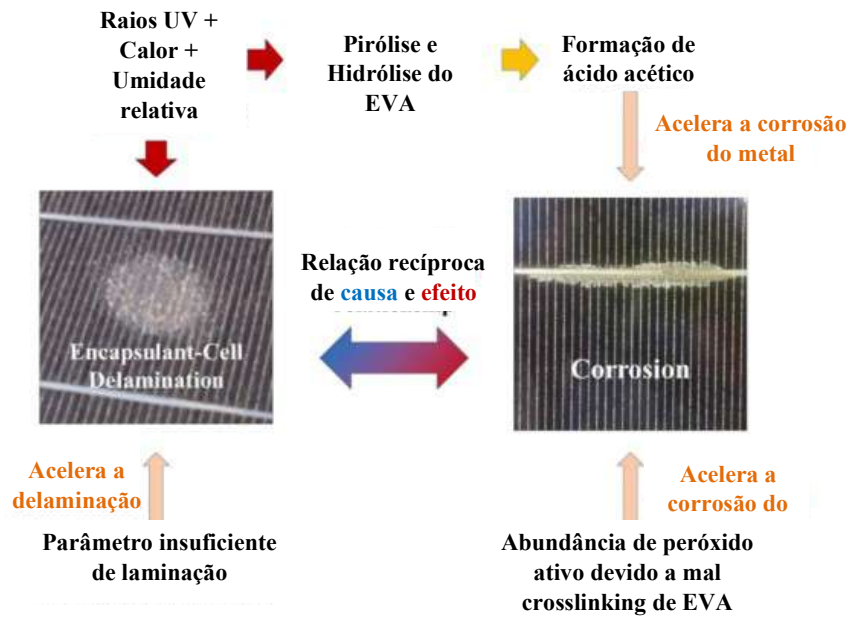 Raios UV +
Calor +
Umidade
relativa
Pirólise e
Hidrólise do
EVA
Formação de
ácido acético
Acelera a corrosão
do metal
Relação recíproca
de causa e efeito
Encapsulant-Cell
Delamination
Corrosion
Acelera a
delaminação
Acelera a
corrosão do
Parâmetro insuficiente
de laminação
Abundância de peróxido
ativo devido a mal
crosslinking de EVA